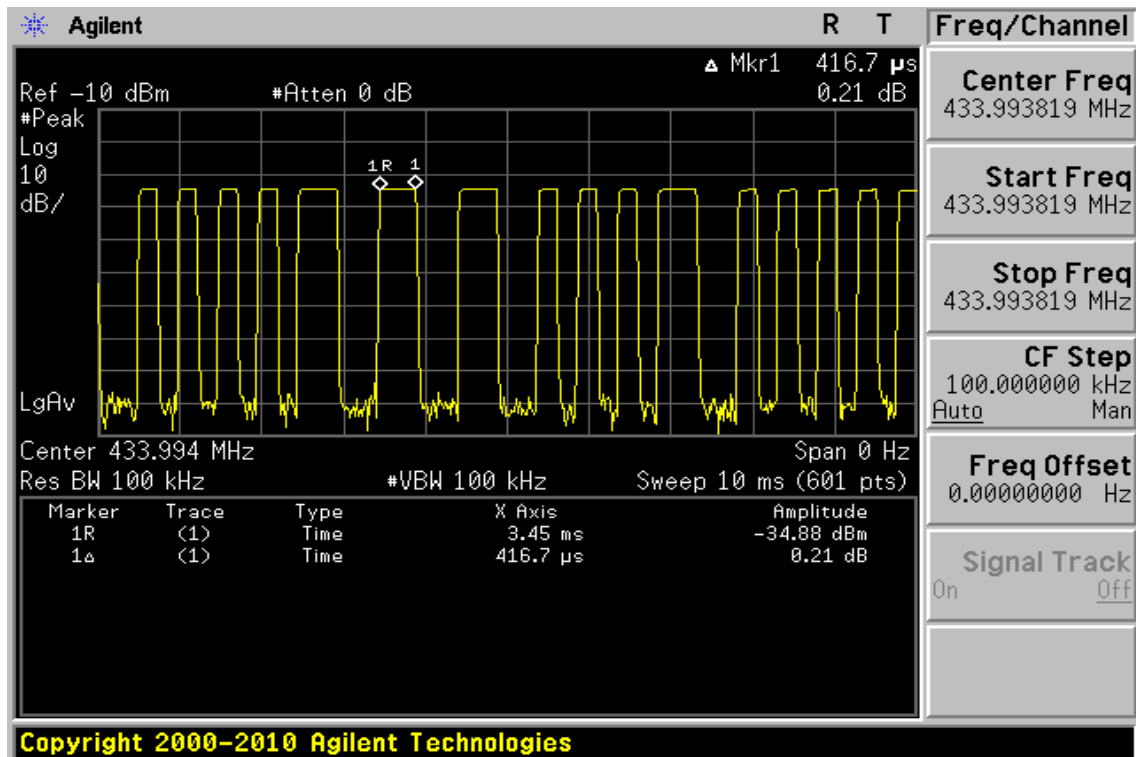 Agilent R T
Freq/Channel
▵ Mkr1 416.7 µs
Ref −10 dBm #Atten 0 dB 0.21 dB
#Peak
Log
10
dB/
1R 1
LgAv
Center 433.994 MHz Span 0 Hz
Res BW 100 kHz #VBW 100 kHz Sweep 10 ms (601 pts)
Marker Trace Type X Axis Amplitude
1R (1) Time 3.45 ms −34.88 dBm
1▵ (1) Time 416.7 µs 0.21 dB
Center Freq
433.993819 MHz
Start Freq
433.993819 MHz
Stop Freq
433.993819 MHz
CF Step
100.000000 kHz
Auto Man
Freq Offset
0.00000000 Hz
Signal Track
On Off
Copyright 2000−2010 Agilent Technologies